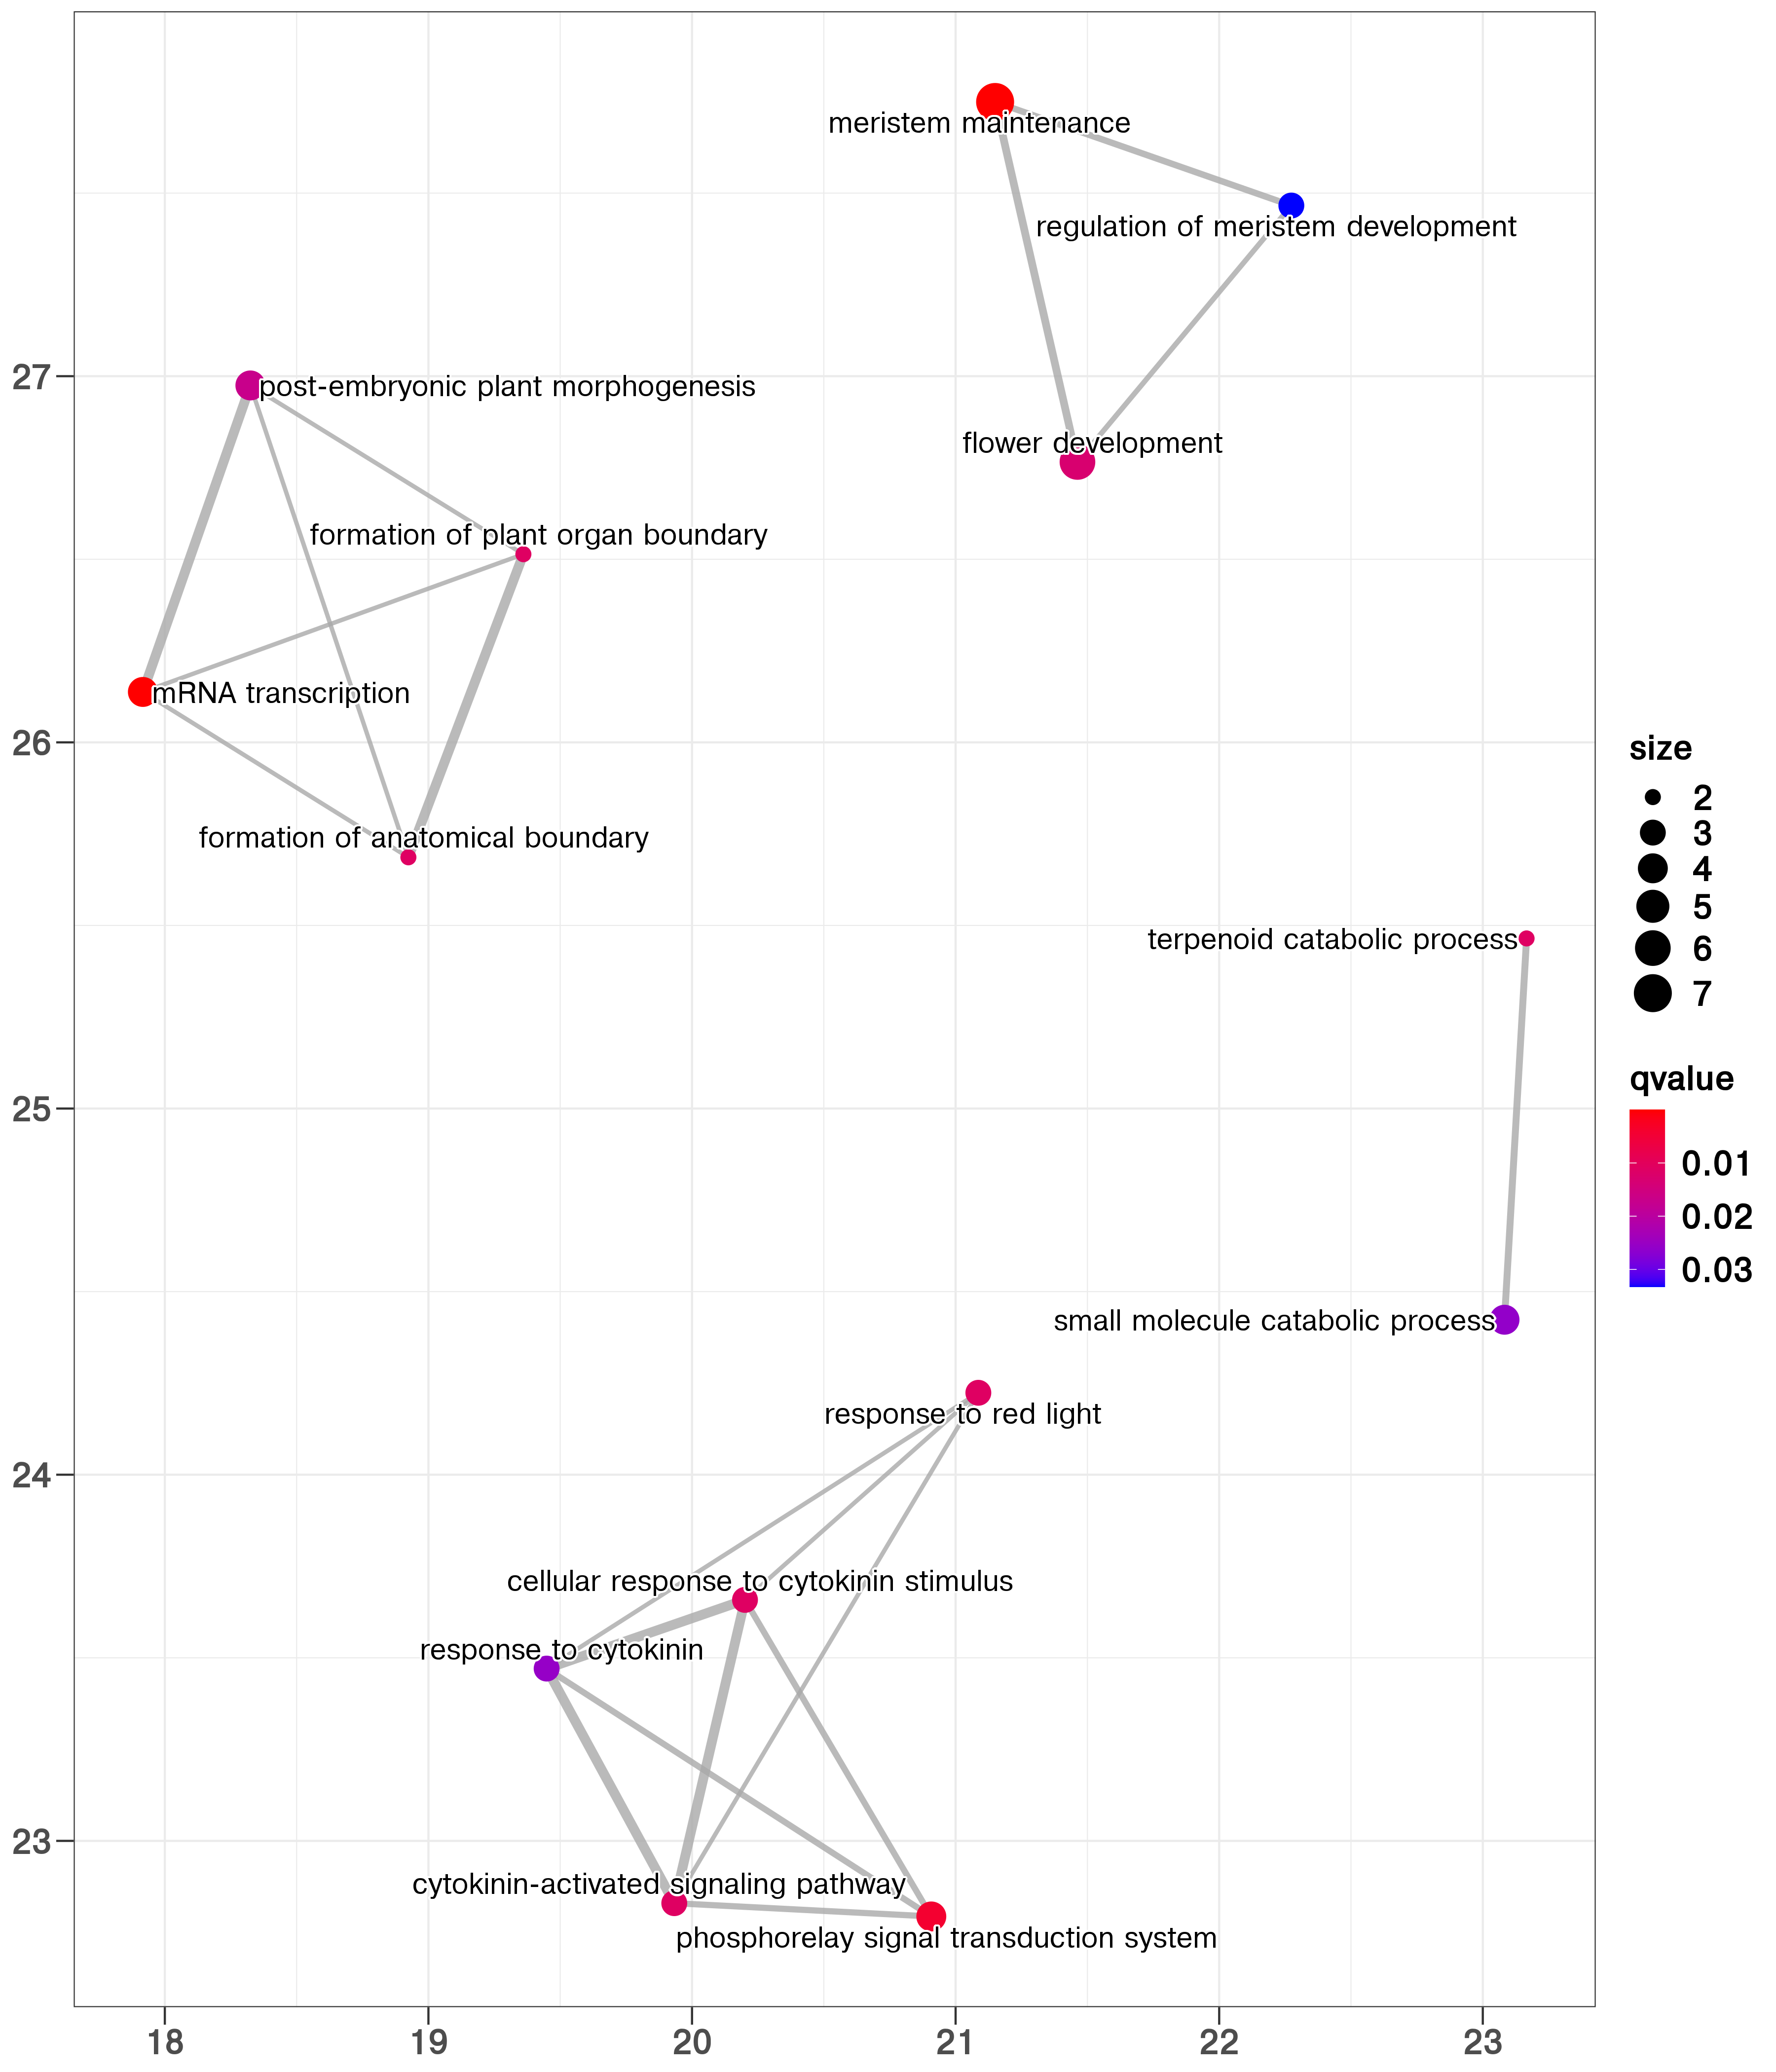 meristem maintenance
regulation of meristem development
27
post-embryonic plant morphogenesis
flower development
formation of plant organ boundary
mRNA transcription
26
formation of anatomical boundary
terpenoid catabolic process
25
small molecule catabolic process
response to red light
24
cellular response to cytokinin stimulus
response to cytokinin
23
cytokinin-activated signaling pathway
phosphorelay signal transduction system
18 19 20 21 22 23
size
2
3
4
5
6
7
qvalue
0.01
0.02
0.03